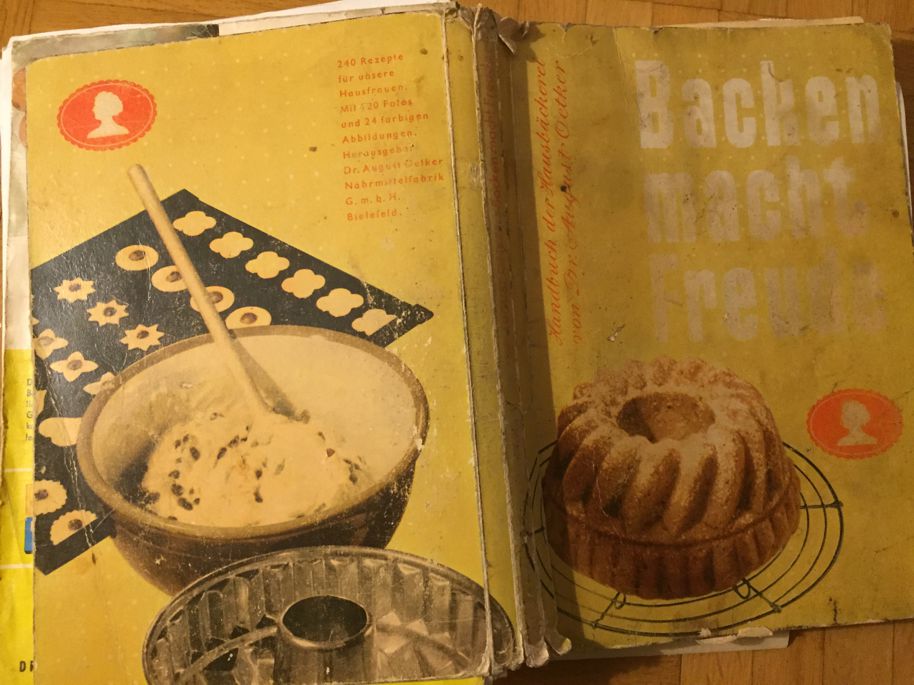 240 Rezepte
für unsere
Hausfrauen.
Mit 120 Fotos
und 24 farbigen
Abbildungen.
Herausgeber:
Dr. August Oetker
Nährmittelfabrik
G. m. b. H.
Bielefeld.
Handbuch der Hausbäckerei
von Dr. August Oetker
Backen
macht
Freude